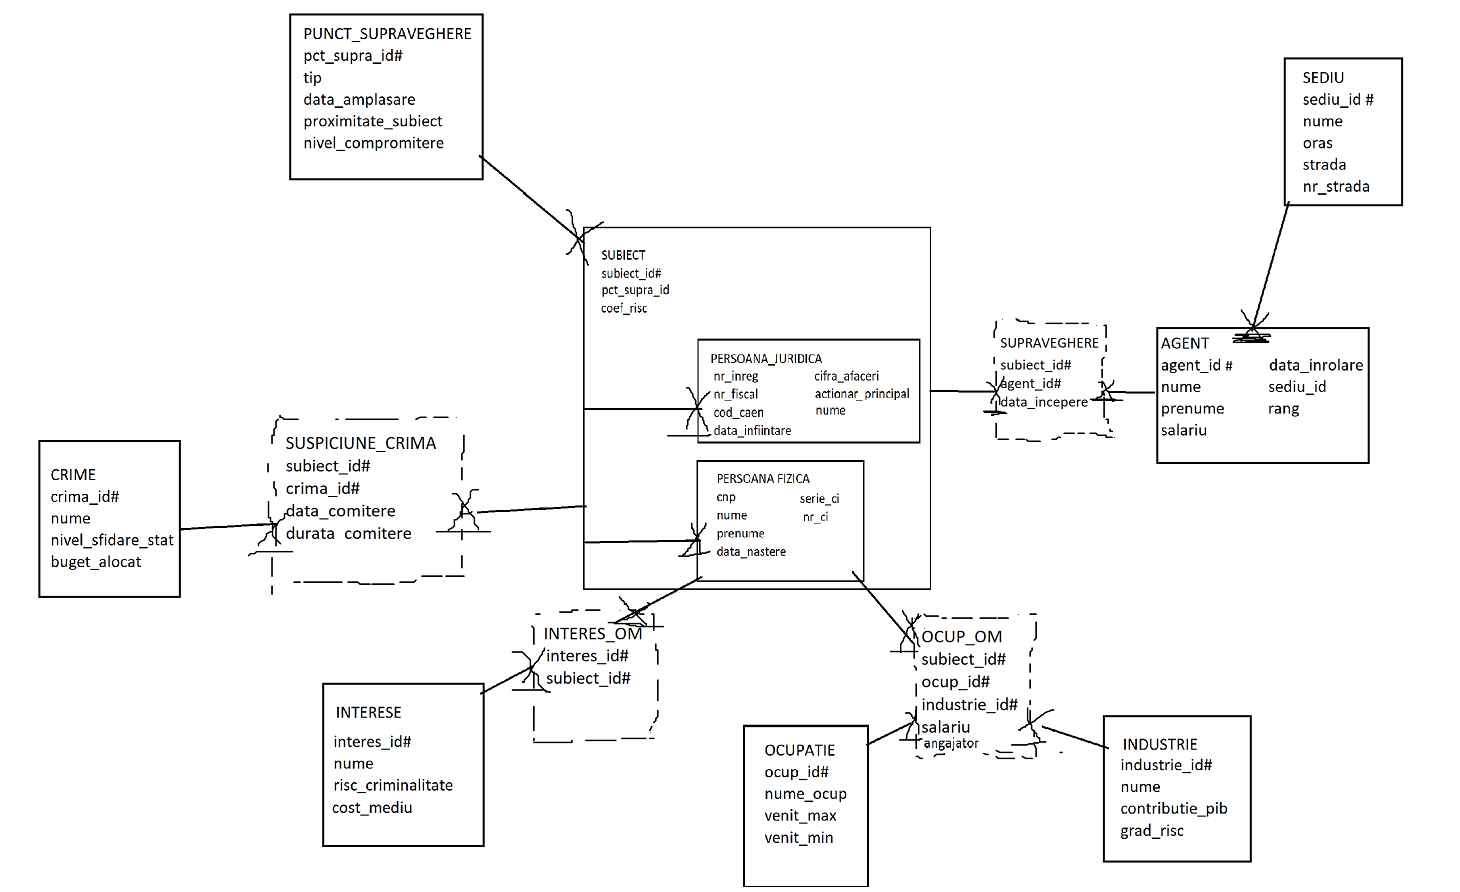 PUNCT_SUPRAVEGHERE
pct_supra_id#
tip
data_amplasare
proximitate_subiect
nivel_compromitere
SEDIU
sediu_id #
nume
oras
strada
nr_strada
SUBIECT
subiect_id#
pct_supra_id
coef_risc
PERSOANA_JURIDICA
nr_inreg cifra_afaceri
nr_fiscal actionar_principal
cod_caen nume
data_infiintare
PERSOANA FIZICA
cnp serie_ci
nume nr_ci
prenume
data_nastere
SUPRAVEGHERE
subiect_id#
agent_id#
data_incepere
AGENT
agent_id # data_inrolare
nume sediu_id
prenume rang
salariu
SUSPICIUNE_CRIMA
subiect_id#
crima_id#
data_comitere
durata comitere
CRIME
crima_id#
nume
nivel_sfidare_stat
buget_alocat
INTERES_OM
interes_id#
subiect_id#
OCUP_OM
subiect_id#
ocup_id#
industrie_id#
salariu
angajator
INTERESE
interes_id#
nume
risc_criminalitate
cost_mediu
OCUPATIE
ocup_id#
nume_ocup
venit_max
venit_min
INDUSTRIE
industrie_id#
nume
contributie_pib
grad_risc